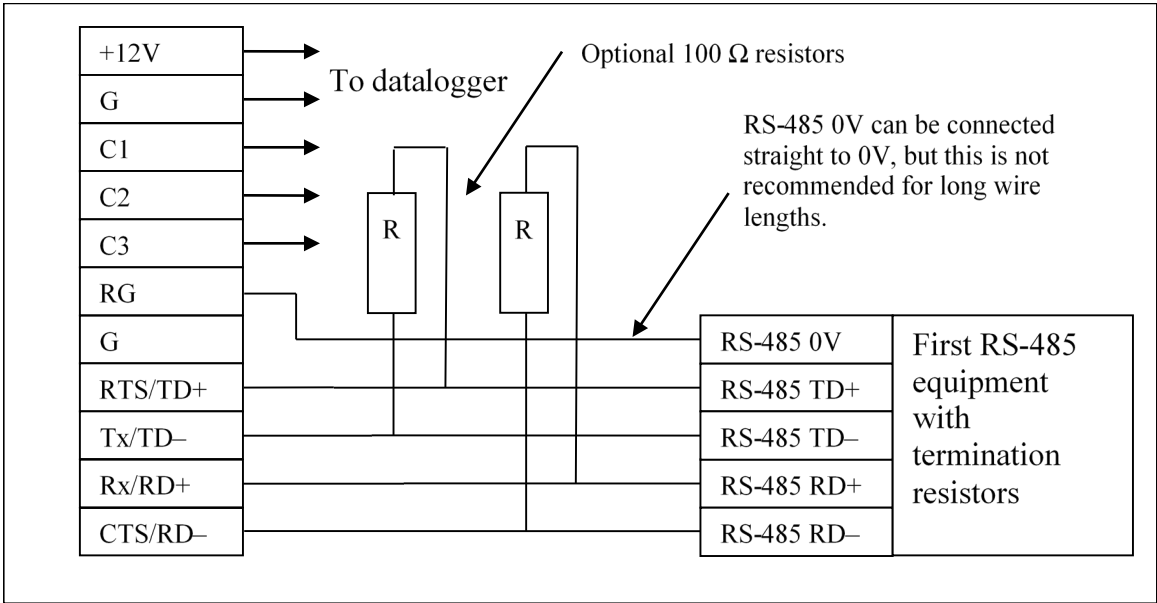 +12V
G
C1
C2
C3
RG
G
RTS/TD+
Tx/TD–
Rx/RD+
CTS/RD–
To datalogger
Optional 100 Ω resistors
R
R
RS-485 0V can be connected
straight to 0V, but this is not
recommended for long wire
lengths.
RS-485 0V
RS-485 TD+
RS-485 TD–
RS-485 RD+
RS-485 RD–
First RS-485
equipment
with
termination
resistors